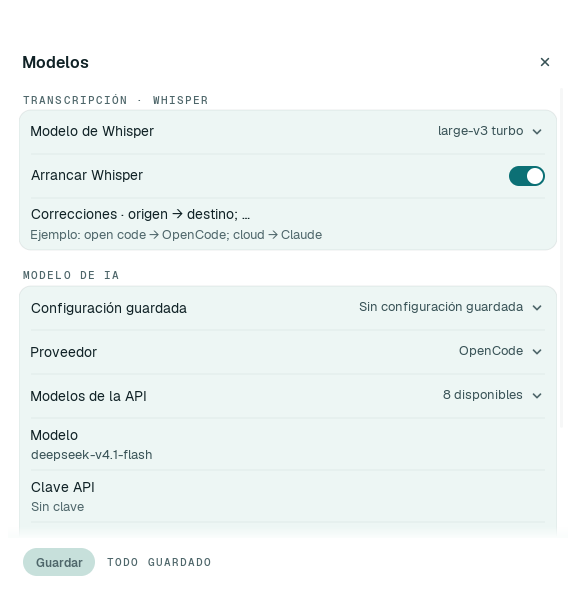 Modelos
TRANSCRIPCIÓN · WHISPER
Modelo de Whisper large-v3 turbo
Arrancar Whisper
Correcciones · origen → destino; ...
Ejemplo: open code → OpenCode; cloud → Claude
MODELO DE IA
Configuración guardada Sin configuración guardada
Proveedor OpenCode
Modelos de la API 8 disponibles
Modelo
deepseek-v4.1-flash
Clave API
Sin clave
Guardar TODO GUARDADO